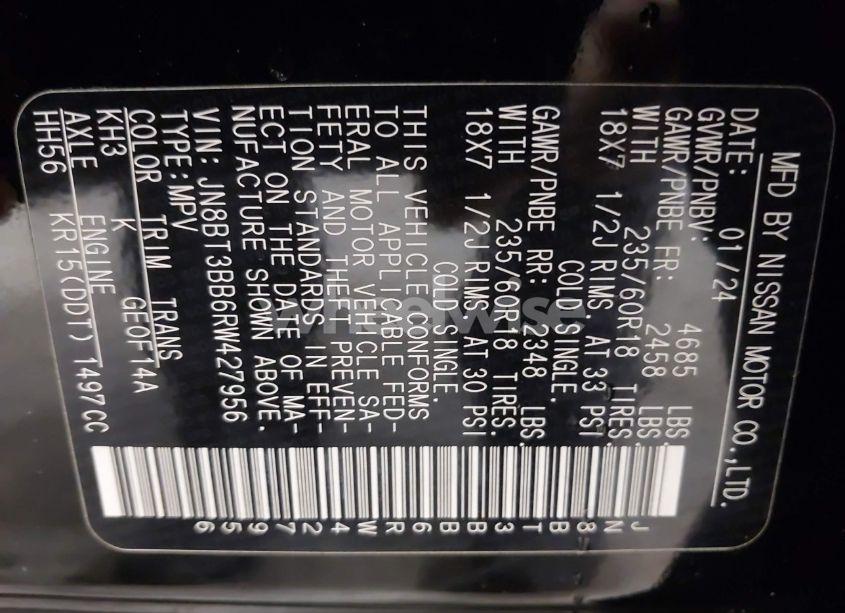 MFD BY NISSAN MOTOR CO.,LTD.
DATE: 01/24
GVWR/PNBV: 4685 LBS.
GAWR/PNBE FR: 2458 LBS.
WITH 235/60R18 TIRES.
18X7 1/2J RIMS. AT 33 PSI
COLD. SINGLE.
GAWR/PNBE RR: 2348 LBS.
WITH 235/60R18 TIRES.
18X7 1/2J RIMS. AT 30 PSI
COLD. SINGLE.
THIS VEHICLE CONFORMS
TO ALL APPLICABLE FED-
ERAL MOTOR VEHICLE SA-
FETY AND THEFT PREVEN-
TION STANDARDS IN EFF-
ECT ON THE DATE OF MA-
NUFACTURE SHOWN ABOVE.
VIN: JN8BT3BB6RW427956
TYPE:MPV
COLOR TRIM TRANS
KH3 K GE0F14A
AXLE ENGINE
HH56 KR15(DDT) 1497CC
JN8BT3BB6RW427956
wheelwise